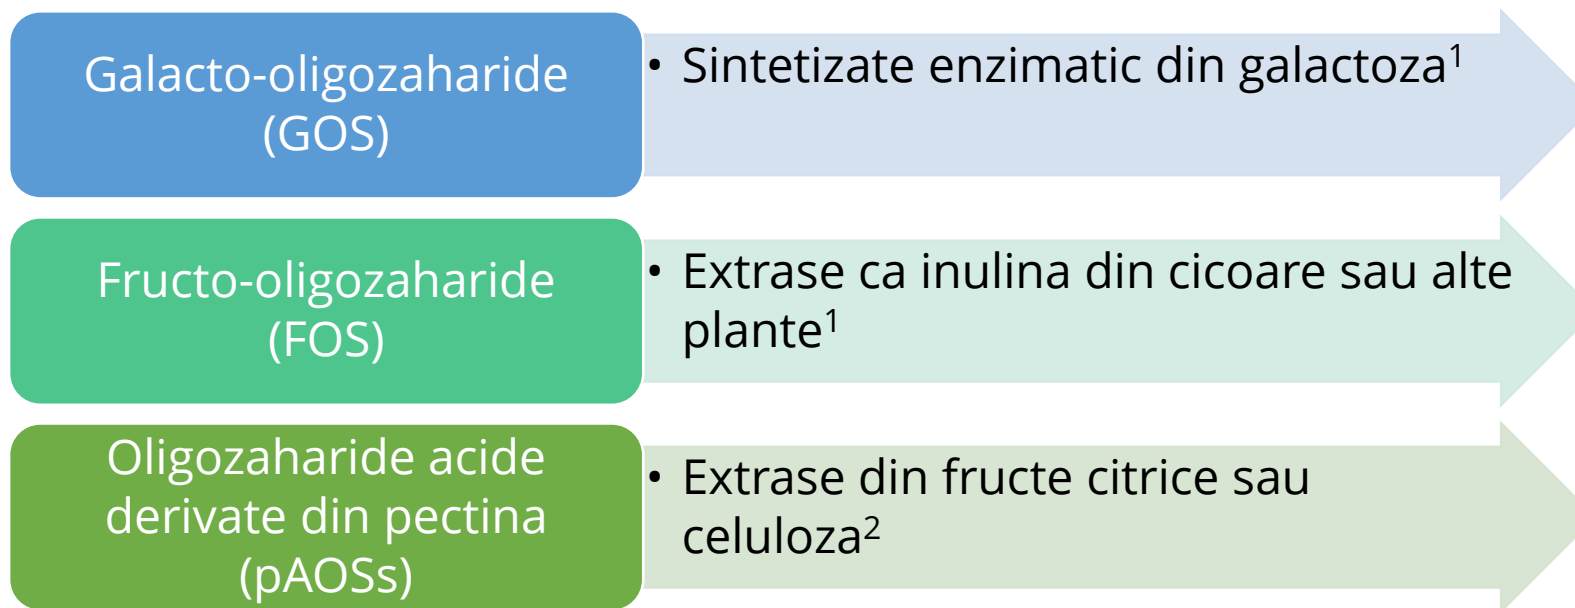 Galacto-oligozaharide
(GOS)
• Sintetizate enzimatic din galactoza¹
Fructo-oligozaharide
(FOS)
• Extrase ca inulina din cicoare sau alte
plante¹
Oligozaharide acide
derivate din pectina
(pAOSs)
• Extrase din fructe citrice sau
celuloza²